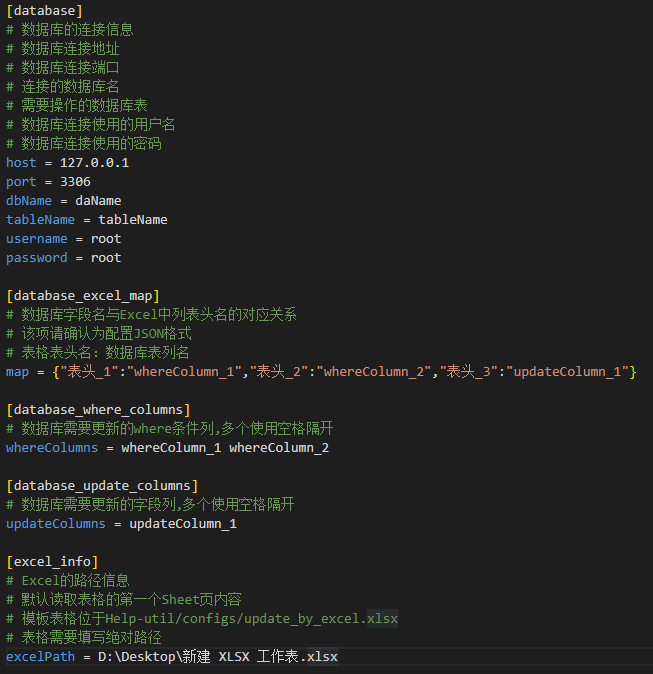 [database]
# 数据库的连接信息
# 数据库连接地址
# 数据库连接端口
# 连接的数据库名
# 需要操作的数据库表
# 数据库连接使用的用户名
# 数据库连接使用的密码
host = 127.0.0.1
port = 3306
dbName = daName
tableName = tableName
username = root
password = root
[database_excel_map]
# 数据库字段名与Excel中列表头名的对应关系
# 该项请确认为配置JSON格式
# 表格表头名: 数据库表列名
map = {"表头_1":"whereColumn_1","表头_2":"whereColumn_2","表头_3":"updateColumn_1"}
[database_where_columns]
# 数据库需要更新的where条件列,多个使用空格隔开
whereColumns = whereColumn_1 whereColumn_2
[database_update_columns]
# 数据库需要更新的字段列,多个使用空格隔开
updateColumns = updateColumn_1
[excel_info]
# Excel的路径信息
# 默认读取表格的第一个Sheet页内容
# 模板表格位于Help-util/configs/update_by_excel.xlsx
# 表格需要填写绝对路径
excelPath = D:\Desktop\新建 XLSX 工作表.xlsx